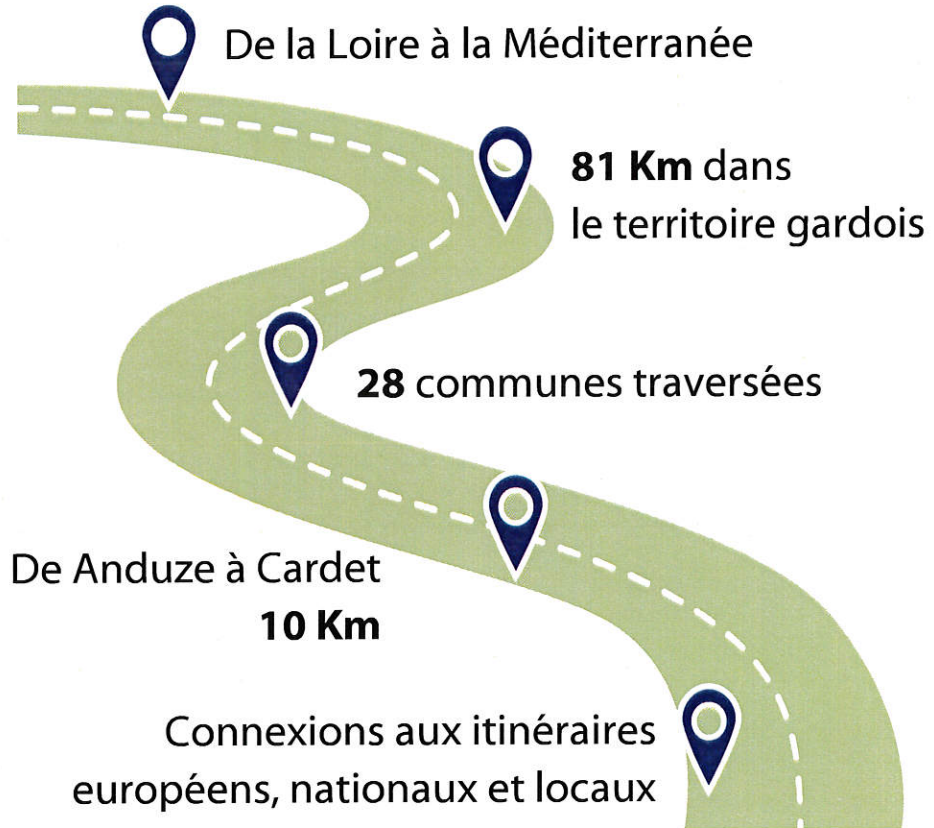 De la Loire à la Méditerranée
81 Km dans
le territoire gardois
28 communes traversées
De Anduze à Cardet
10 Km
Connexions aux itinéraires
européens, nationaux et locaux